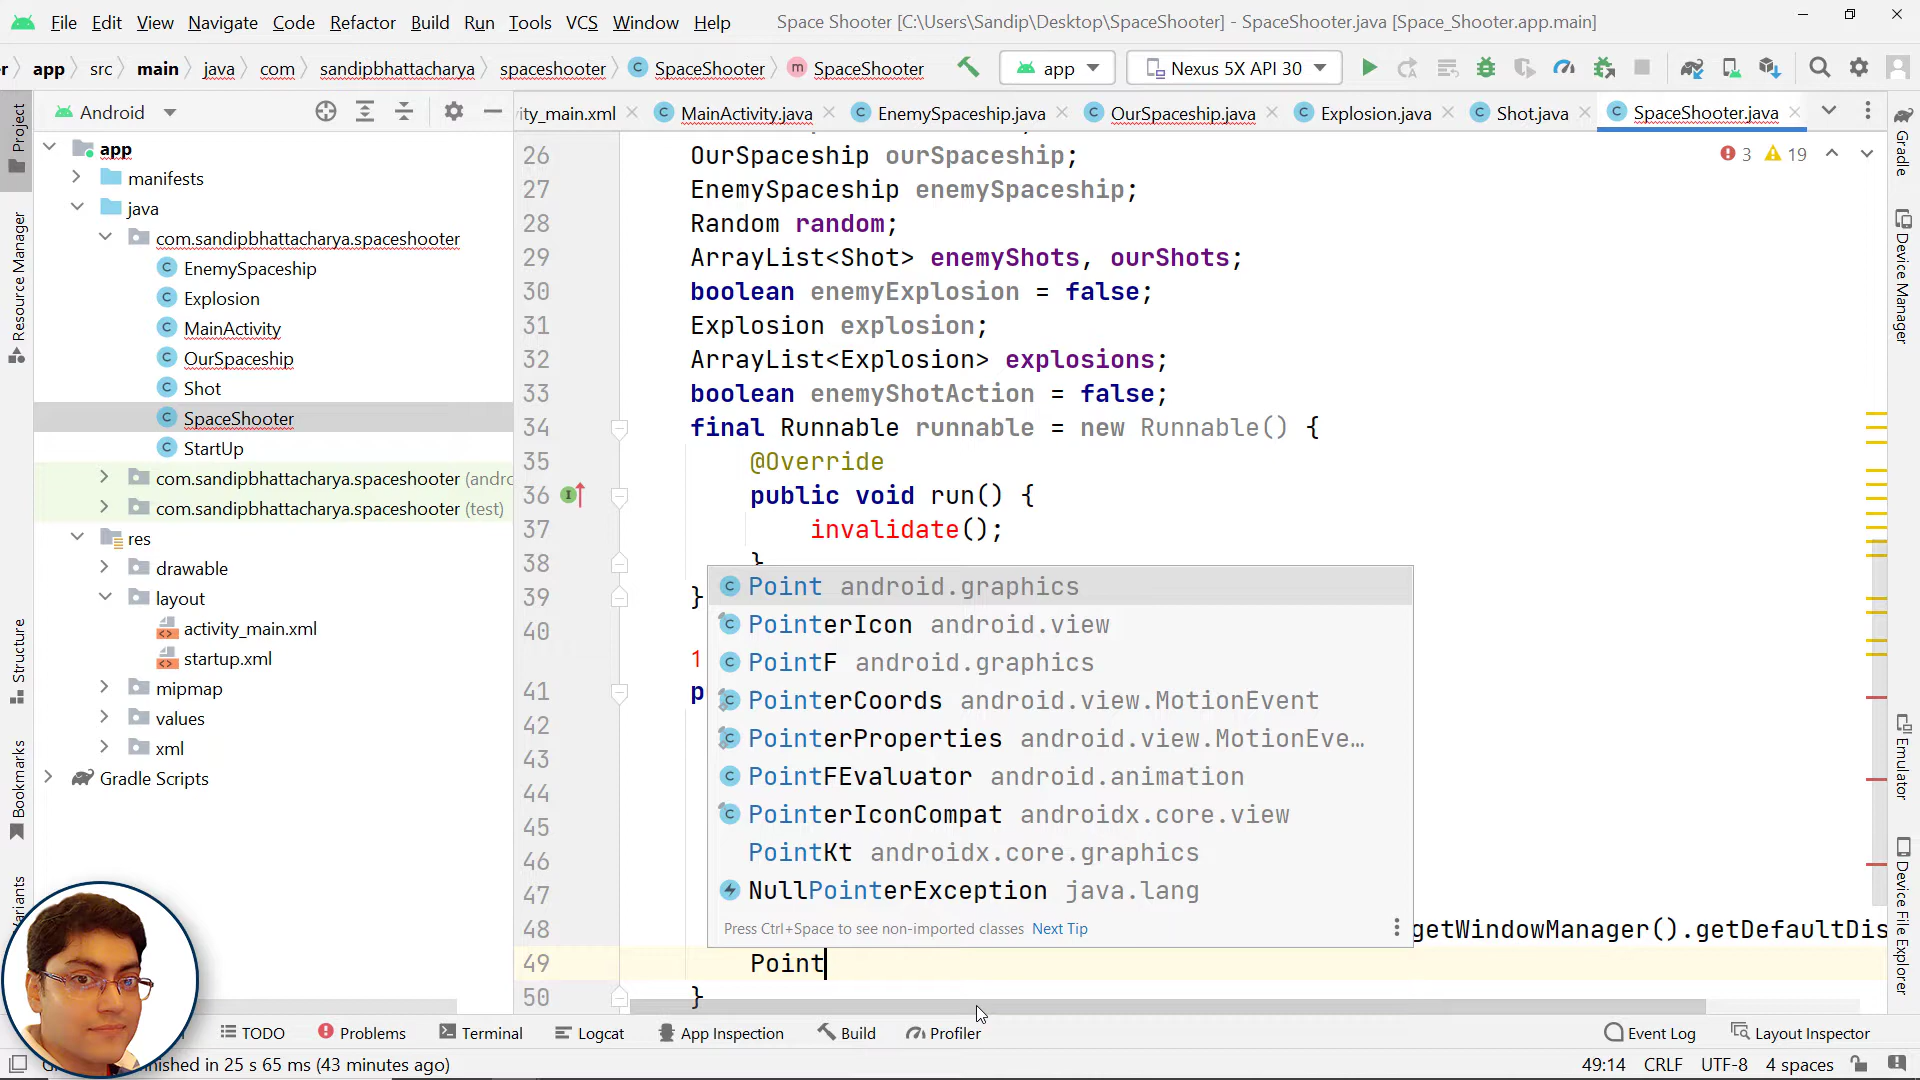 File Edit View Navigate Code Refactor Build Run Tools VCS Window Help Space Shooter [C:\Users\Sandip\Desktop\SpaceShooter] - SpaceShooter.java [Space_Shooter.app.main]
r app src main java com sandipbhattacharya spaceshooter SpaceShooter SpaceShooter app Nexus 5X API 30
Android
ity_main.xml MainActivity.java EnemySpaceship.java OurSpaceship.java Explosion.java Shot.java SpaceShooter.java
Project
Resource Manager
Structure
Bookmarks
app
manifests
java
com.sandipbhattacharya.spaceshooter
EnemySpaceship
Explosion
MainActivity
OurSpaceship
Shot
SpaceShooter
StartUp
com.sandipbhattacharya.spaceshooter (andro
com.sandipbhattacharya.spaceshooter (test)
res
drawable
layout
activity_main.xml
startup.xml
mipmap
values
xml
Gradle Scripts
3 19
26 OurSpaceship ourSpaceship;
27 EnemySpaceship enemySpaceship;
28 Random random;
29 ArrayList<Shot> enemyShots, ourShots;
30 boolean enemyExplosion = false;
31 Explosion explosion;
32 ArrayList<Explosion> explosions;
33 boolean enemyShotAction = false;
34 final Runnable runnable = new Runnable() {
35 @Override
36 public void run() {
37 invalidate();
38 }
39 }
40
1
41 p
42
43
44
45
46
47
48 getWindowManager().getDefaultDis
49 Point
50 }
Point android.graphics
PointerIcon android.view
PointF android.graphics
PointerCoords android.view.MotionEvent
PointerProperties android.view.MotionEve…
PointFEvaluator android.animation
PointerIconCompat androidx.core.view
PointKt androidx.core.graphics
NullPointerException java.lang
Press Ctrl+Space to see non-imported classes Next Tip
Gradle
Device Manager
Emulator
Device File Explorer
TODO Problems Terminal Logcat App Inspection Build Profiler Event Log Layout Inspector
inished in 25 s 65 ms (43 minutes ago) 49:14 CRLF UTF-8 4 spaces